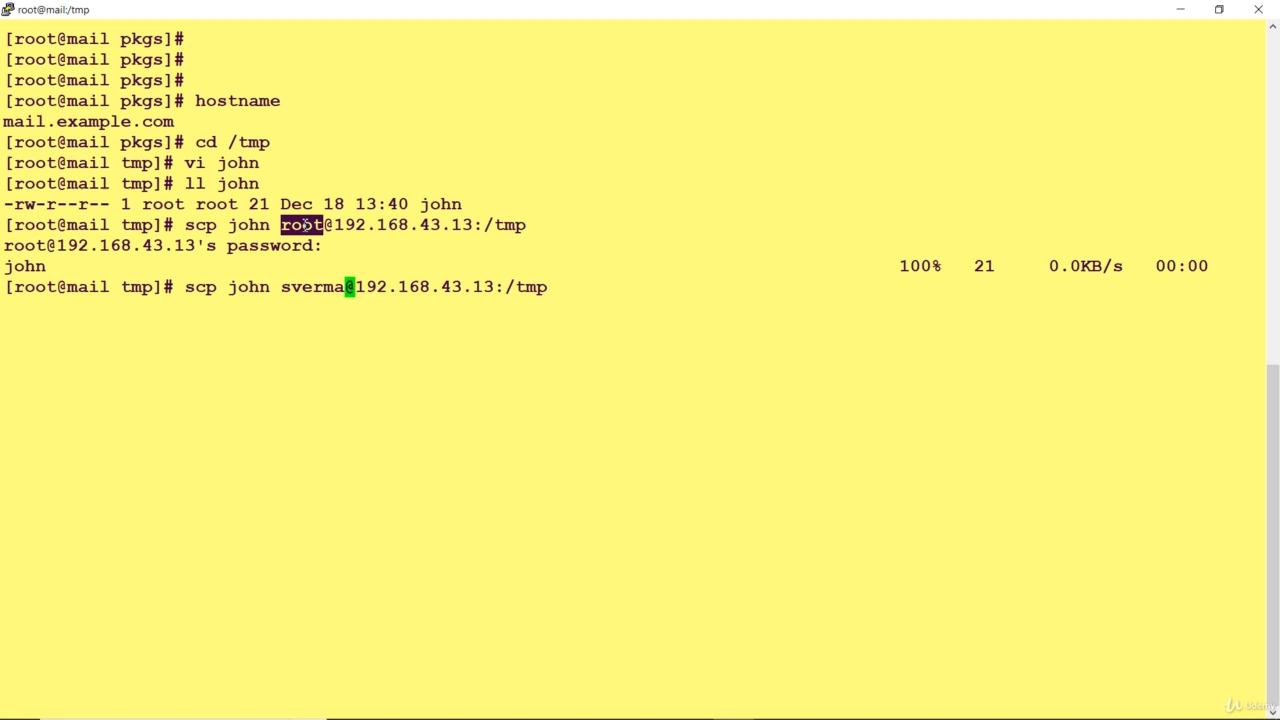 root@mail:/tmp
[root@mail pkgs]#
[root@mail pkgs]#
[root@mail pkgs]#
[root@mail pkgs]# hostname
mail.example.com
[root@mail pkgs]# cd /tmp
[root@mail tmp]# vi john
[root@mail tmp]# ll john
-rw-r--r-- 1 root root 21 Dec 18 13:40 john
[root@mail tmp]# scp john root@192.168.43.13:/tmp
root@192.168.43.13's password:
john 100% 21 0.0KB/s 00:00
[root@mail tmp]# scp john sverma@192.168.43.13:/tmp
Udemy